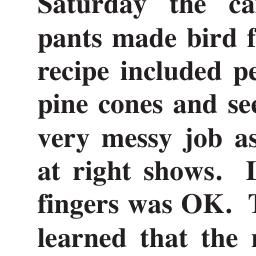 Saturday the
pants made bird
recipe included
pine cones and
very messy job as
at right shows.
fingers was OK.
learned that the